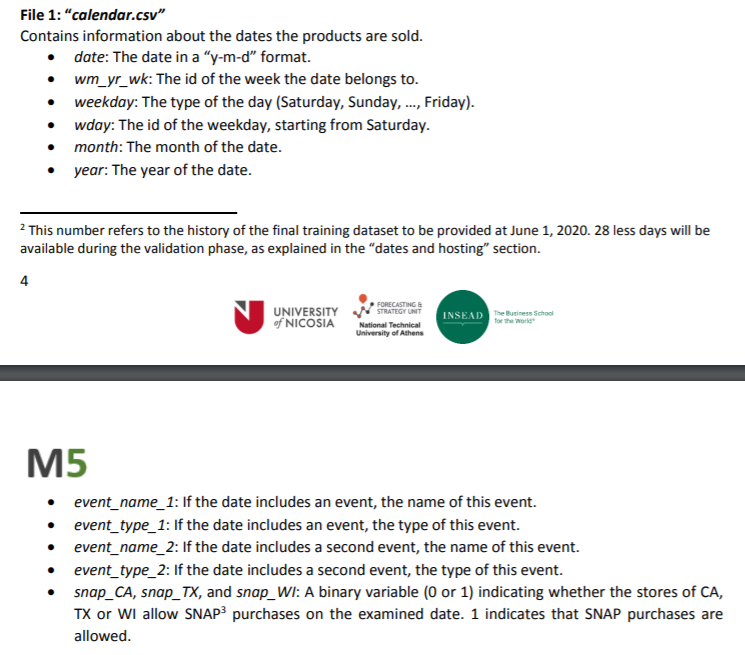 File 1: “calendar.csv”
Contains information about the dates the products are sold.
• date: The date in a “y-m-d” format.
• wm_yr_wk: The id of the week the date belongs to.
• weekday: The type of the day (Saturday, Sunday, …, Friday).
• wday: The id of the weekday, starting from Saturday.
• month: The month of the date.
• year: The year of the date.
² This number refers to the history of the final training dataset to be provided at June 1, 2020. 28 less days will be
available during the validation phase, as explained in the “dates and hosting” section.
4
UNIVERSITY
of NICOSIA
FORECASTING &
STRATEGY UNIT
National Technical
University of Athens
INSEAD
The Business School
for the World®
M5
• event_name_1: If the date includes an event, the name of this event.
• event_type_1: If the date includes an event, the type of this event.
• event_name_2: If the date includes a second event, the name of this event.
• event_type_2: If the date includes a second event, the type of this event.
• snap_CA, snap_TX, and snap_WI: A binary variable (0 or 1) indicating whether the stores of CA,
TX or WI allow SNAP³ purchases on the examined date. 1 indicates that SNAP purchases are
allowed.